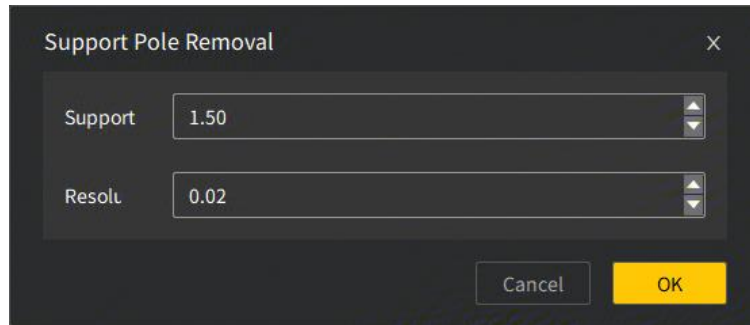 Support Pole Removal
Support
1.50
Resolu
0.02
Cancel
OK